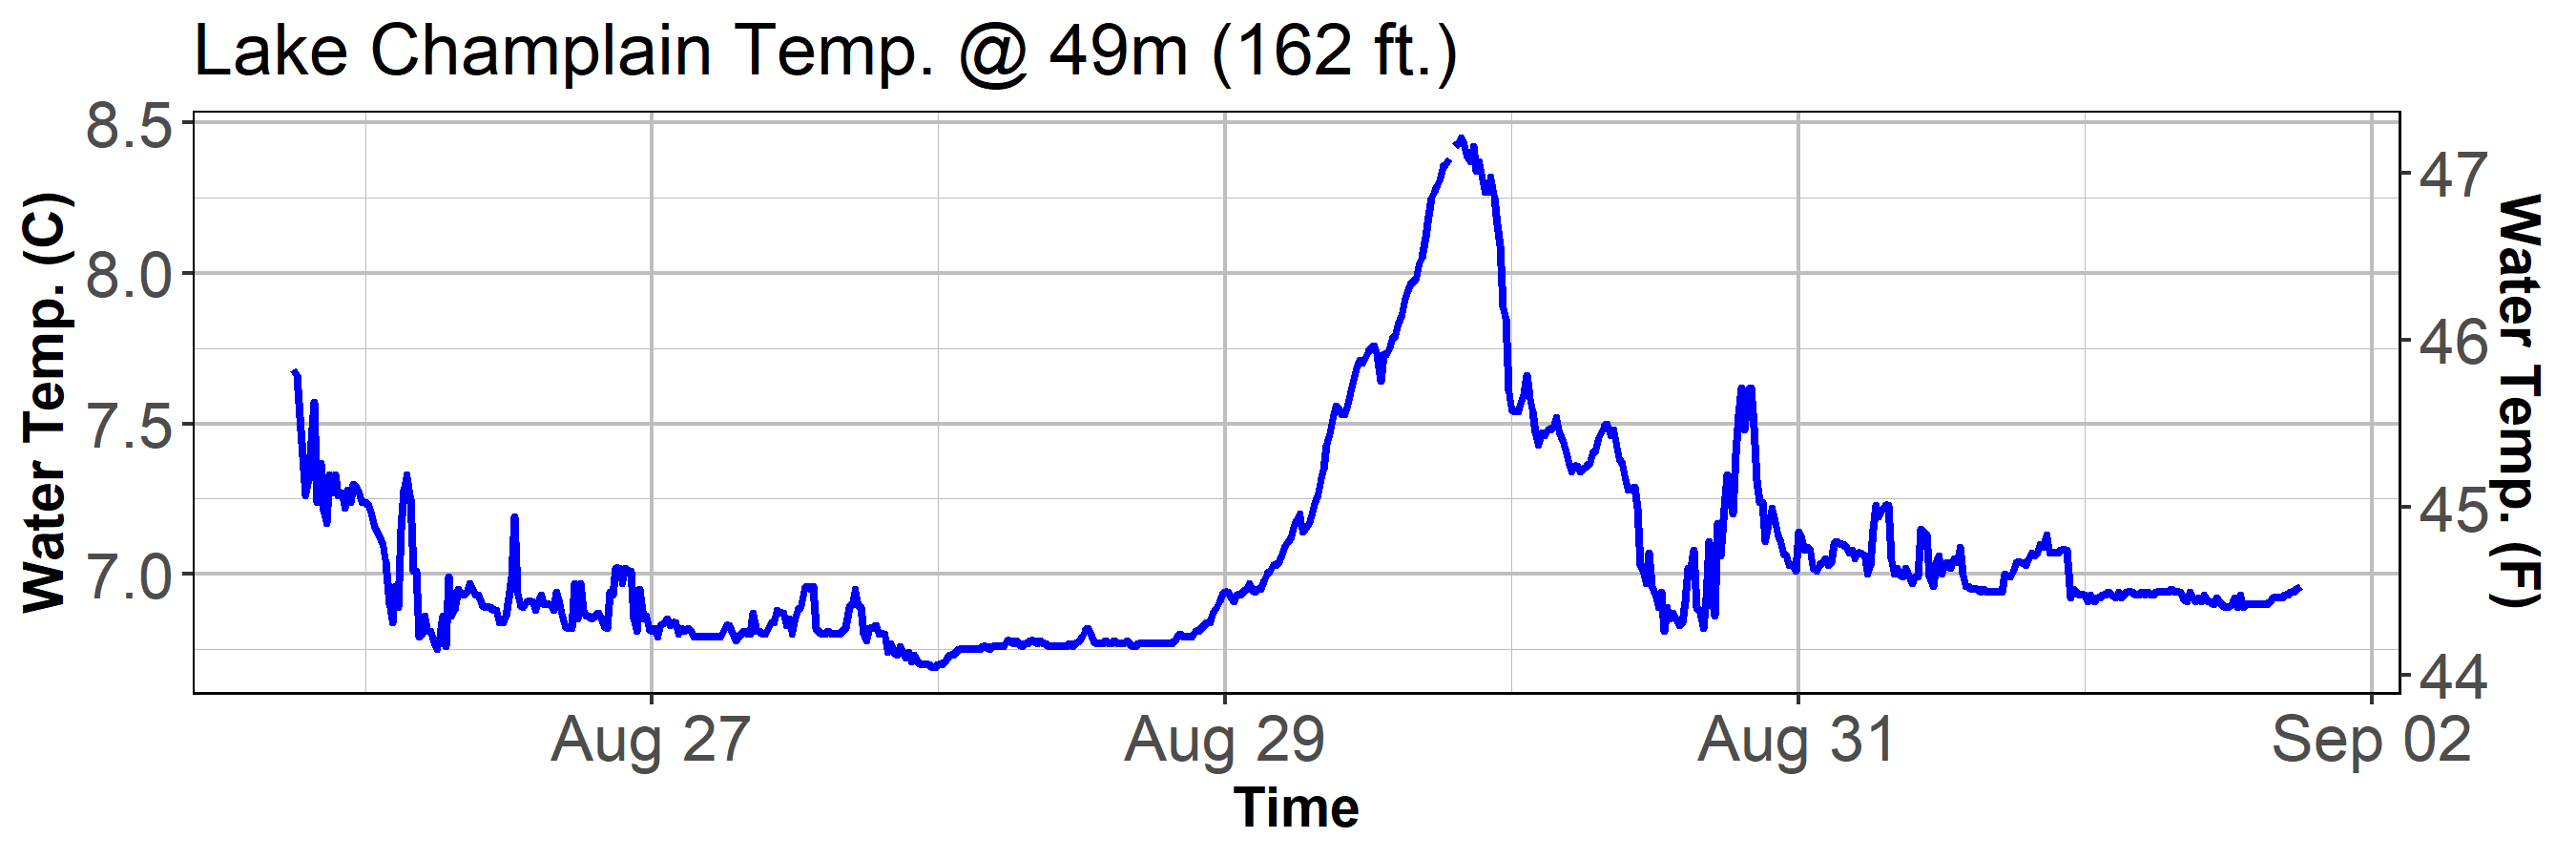 Lake Champlain Temp. @ 49m (162 ft.)
8.5
8.0
7.5
7.0
Water Temp. (C)
47
46
45
44
Water Temp. (F)
Aug 27
Aug 29
Aug 31
Sep 02
Time